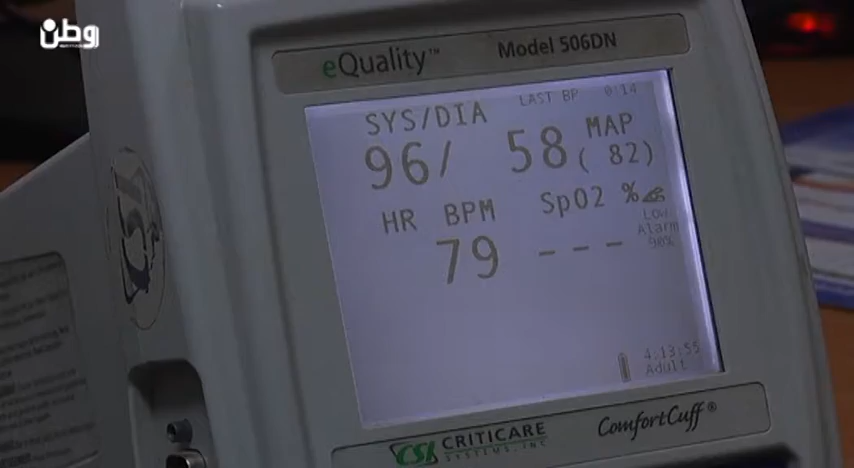 وطن
eQuality™ Model 506DN
LAST BP 0:14
SYS/DIA MAP
96/ 58 ( 82)
HR BPM SpO2 %
79 ---
Low
Alarm
90%
4:13:55
Adult
CSI CRITICARE SYSTEMS, INC ComfortCuff®